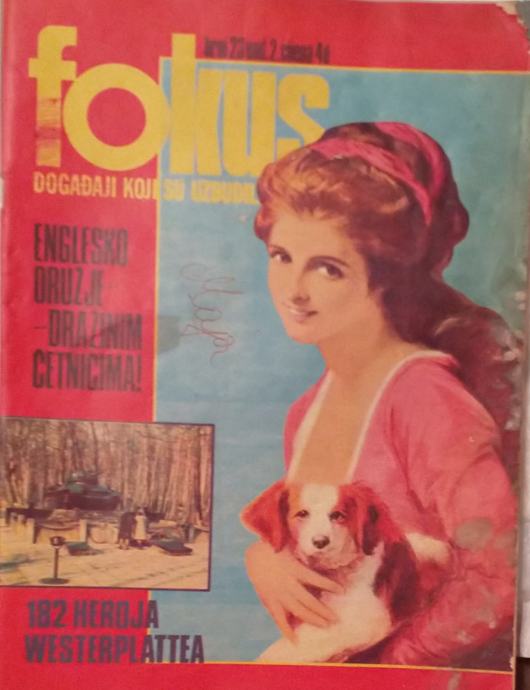 broj 23 god. 2 cijena 4 d
fokus
DOGAĐAJI KOJI SU UZBUDILI
ENGLESKO
ORUŽJE -
-DRAŽINIM
ČETNICIMA!
182 HEROJA
WESTERPLATTEA